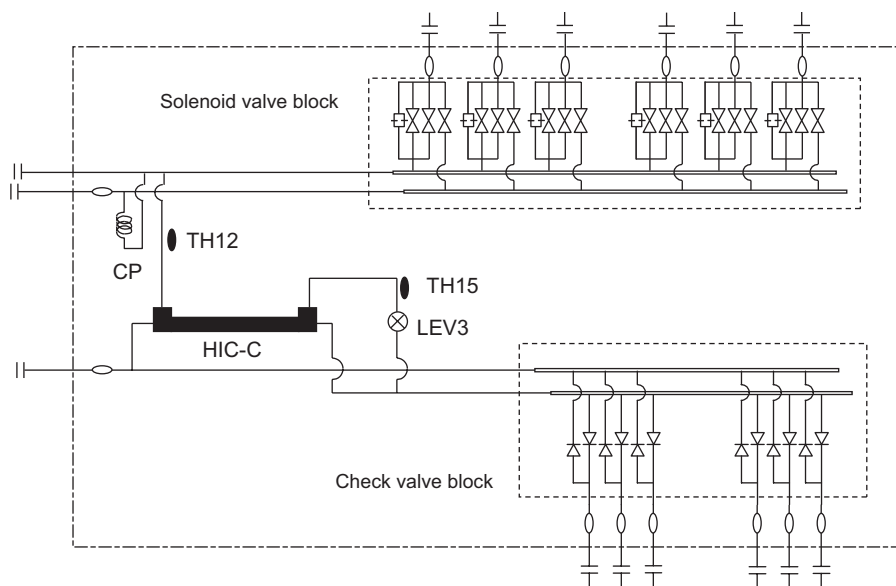 Solenoid valve block
TH12
CP
TH15
LEV3
HIC-C
Check valve block